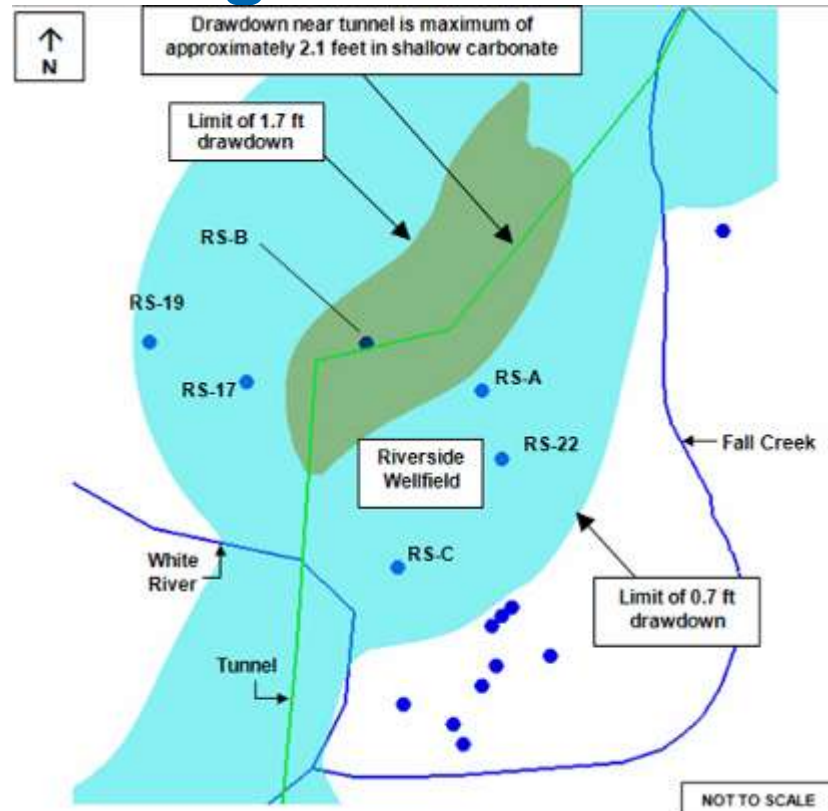 Drawdown near tunnel is maximum of
approximately 2.1 feet in shallow carbonate
N
Limit of 1.7 ft
drawdown
RS-B
RS-19
RS-17
RS-A
RS-22
Riverside
Wellfield
Fall Creek
RS-C
White
River
Limit of 0.7 ft
drawdown
Tunnel
NOT TO SCALE